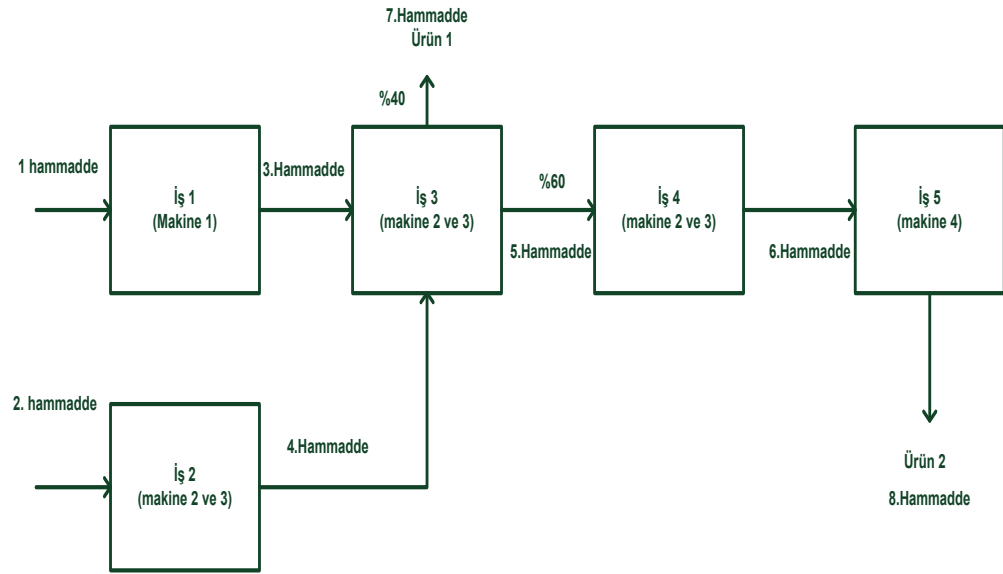 7.Hammadde
Ürün 1
%40
1 hammadde
İş 1
(Makine 1)
3.Hammadde
İş 3
(makine 2 ve 3)
%60
5.Hammadde
İş 4
(makine 2 ve 3)
6.Hammadde
İş 5
(makine 4)
2. hammadde
İş 2
(makine 2 ve 3)
4.Hammadde
Ürün 2
8.Hammadde